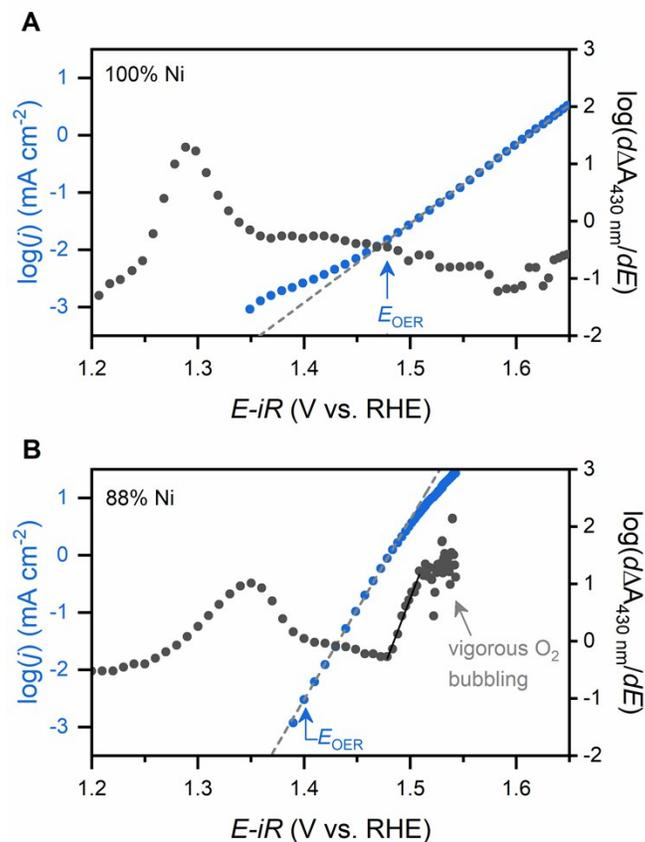 A
100% Ni
log(j) (mA cm-2)
1
0
-1
-2
-3
3
2
1
0
-1
-2
log(dΔA430 nm/dE)
EOER
1.2 1.3 1.4 1.5 1.6
E-iR (V vs. RHE)
B
88% Ni
log(j) (mA cm-2)
1
0
-1
-2
-3
3
2
1
0
-1
-2
log(dΔA430 nm/dE)
vigorous O2
bubbling
EOER
1.2 1.3 1.4 1.5 1.6
E-iR (V vs. RHE)